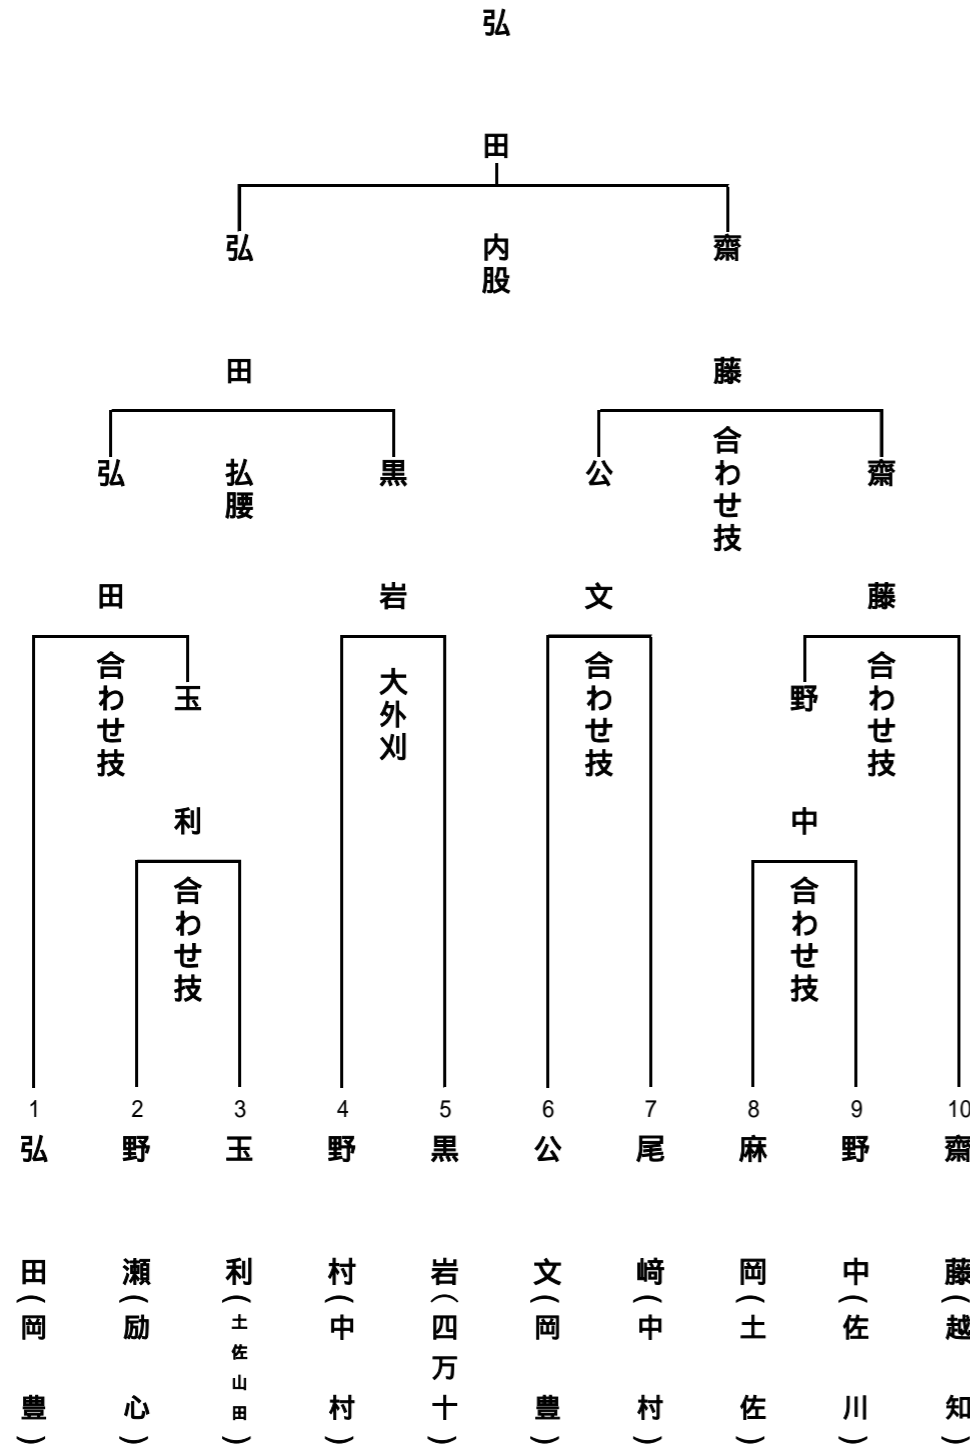 弘田
弘田
内股
齋藤
弘田
払腰
黒岩
公文
合わせ技
齋藤
合わせ技
玉利
大外刈
合わせ技
野中
合わせ技
合わせ技
合わせ技
1
2
3
4
5
6
7
8
9
10
弘田(岡豊)
野瀬(励心)
玉利(土佐山田)
野村(中村)
黒岩(四万十)
公文(岡豊)
尾﨑(中村)
麻岡(土佐)
野中(佐川)
齋藤(越知)